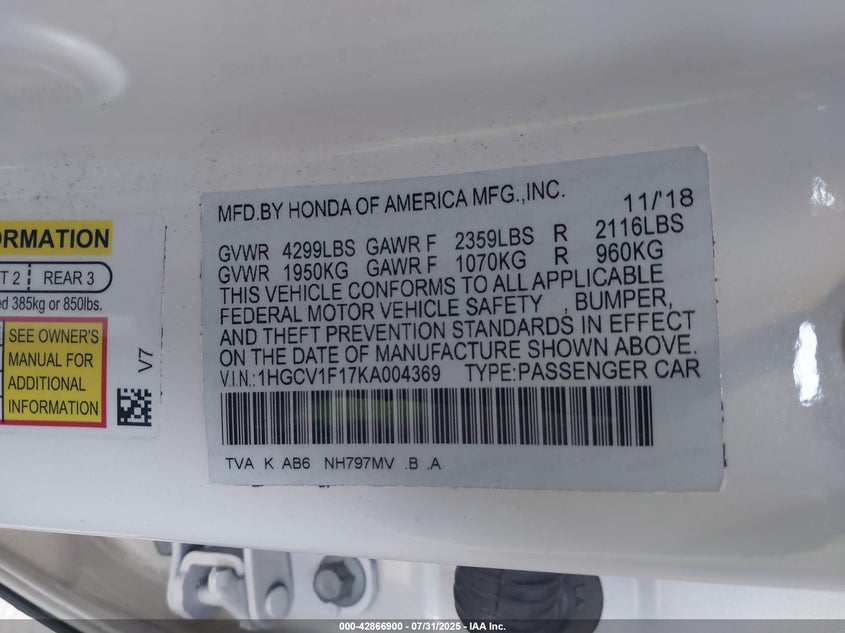 MFD.BY HONDA OF AMERICA MFG.,INC. 11/'18
GVWR 4299LBS GAWR F 2359LBS R 2116LBS
GVWR 1950KG GAWR F 1070KG R 960KG
THIS VEHICLE CONFORMS TO ALL APPLICABLE
FEDERAL MOTOR VEHICLE SAFETY , BUMPER,
AND THEFT PREVENTION STANDARDS IN EFFECT
ON THE DATE OF MANUFACTURE SHOWN ABOVE.
V.I.N.:1HGCV1F17KA004369 TYPE:PASSENGER CAR
TVA K AB6 NH797MV .B .A
ORMATION
T 2 REAR 3
ed 385kg or 850lbs.
SEE OWNER'S
MANUAL FOR
ADDITIONAL
INFORMATION
V7
000-42866900 - 07/31/2025 - IAA Inc.